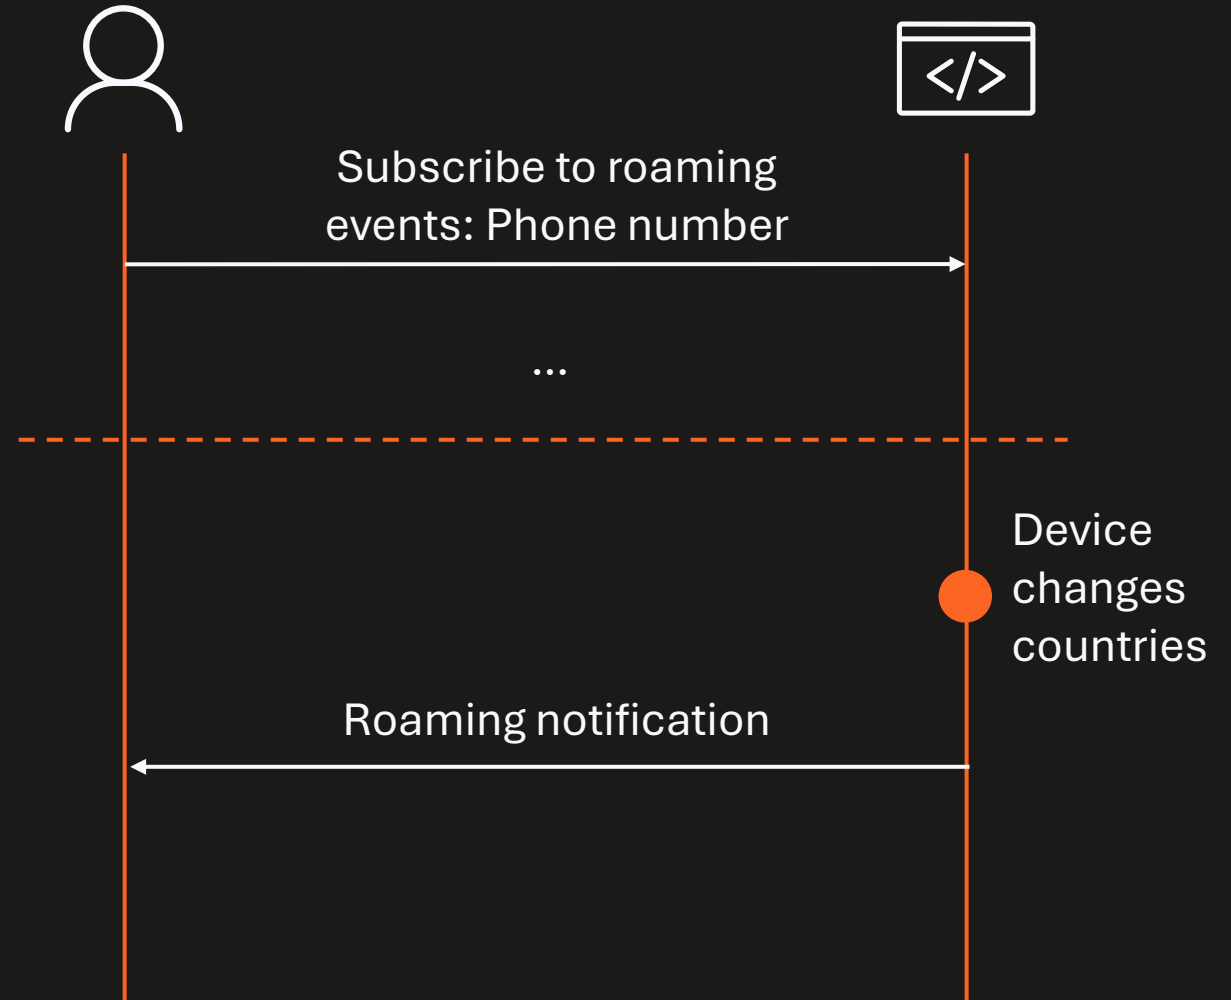 </>
Subscribe to roaming
events: Phone number
...
Device
changes
countries
Roaming notification